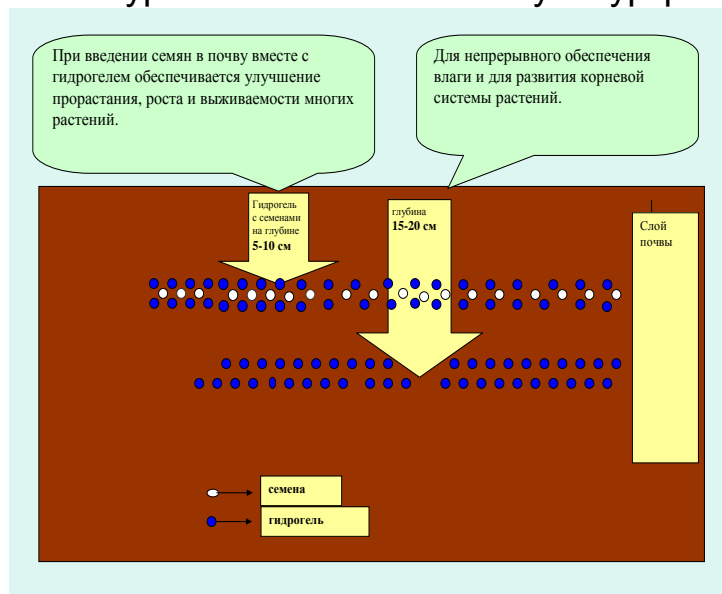 При введении семян в почву вместе с
гидрогелем обеспечивается улучшение
прорастания, роста и выживаемости многих
растений.
Для непрерывного обеспечения
влаги и для развития корневой
системы растений.
Гидрогель
с семенами
на глубине
5-10 см
глубина
15-20 см
Слой
почвы
семена
гидрогель